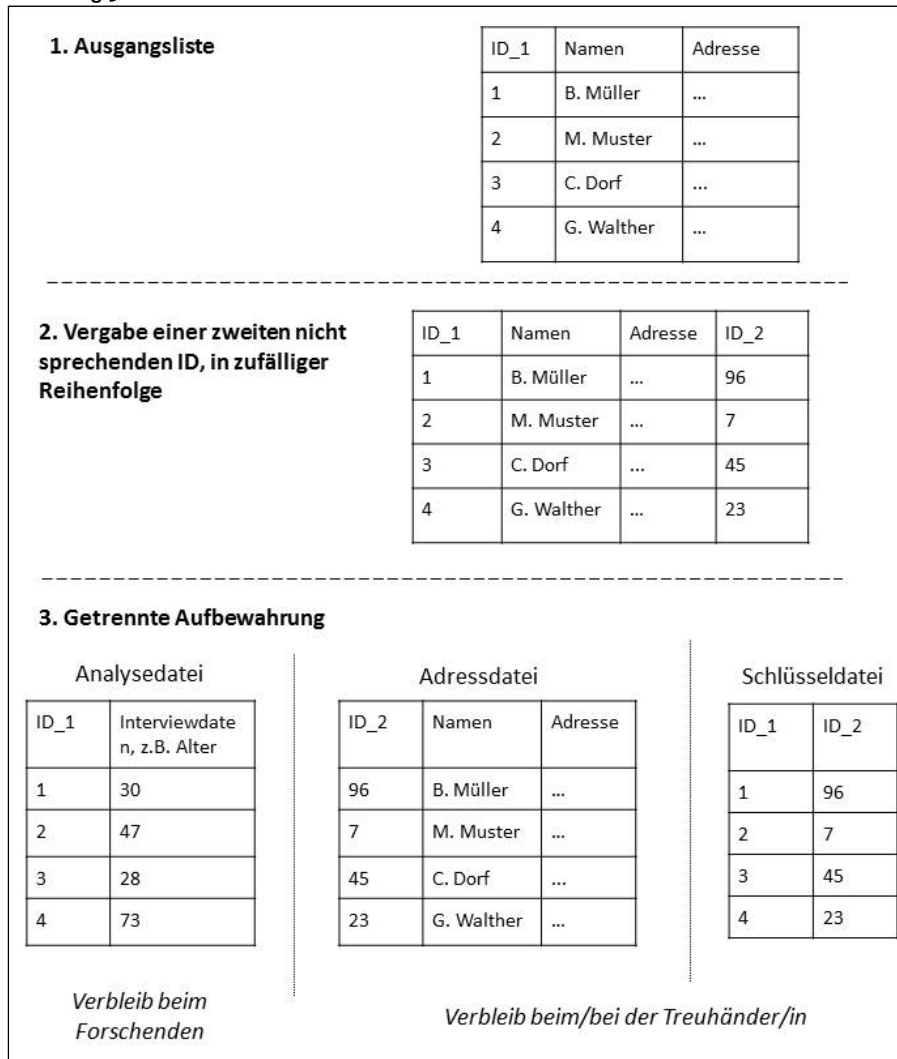 1. Ausgangsliste
ID_1 Namen Adresse
1 B. Müller ...
2 M. Muster ...
3 C. Dorf ...
4 G. Walther ...
2. Vergabe einer zweiten nicht
sprechenden ID, in zufälliger
Reihenfolge
ID_1 Namen Adresse ID_2
1 B. Müller ... 96
2 M. Muster ... 7
3 C. Dorf ... 45
4 G. Walther ... 23
3. Getrennte Aufbewahrung
Analysedatei
ID_1 Interviewdate
n, z.B. Alter
1 30
2 47
3 28
4 73
Verbleib beim
Forschenden
Adressdatei
ID_2 Namen Adresse
96 B. Müller ...
7 M. Muster ...
45 C. Dorf ...
23 G. Walther ...
Schlüsseldatei
ID_1 ID_2
1 96
2 7
3 45
4 23
Verbleib beim/bei der Treuhänder/in